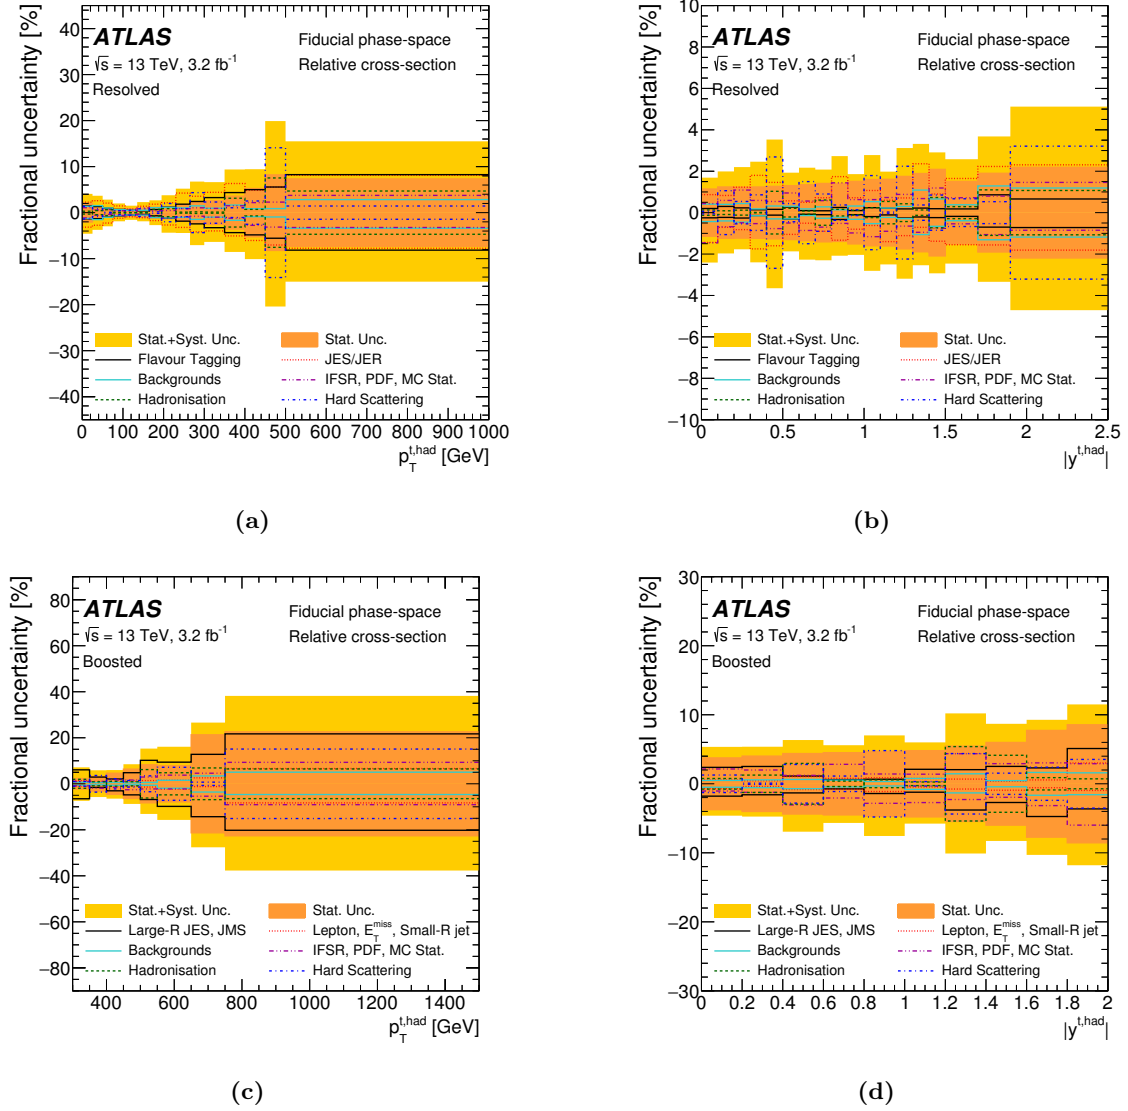 Fractional uncertainty [%]
40
30
20
10
0
−10
−20
−30
−40
ATLAS
Fiducial phase-space
√s = 13 TeV, 3.2 fb-1
Relative cross-section
Resolved
Stat.+Syst. Unc.
Stat. Unc.
Flavour Tagging
JES/JER
Backgrounds
IFSR, PDF, MC Stat.
Hadronisation
Hard Scattering
0 100 200 300 400 500 600 700 800 900 1000
p_T^t,had [GeV]
(a)
Fractional uncertainty [%]
10
8
6
4
2
0
−2
−4
−6
−8
−10
ATLAS
Fiducial phase-space
√s = 13 TeV, 3.2 fb-1
Relative cross-section
Resolved
Stat.+Syst. Unc.
Stat. Unc.
Flavour Tagging
JES/JER
Backgrounds
IFSR, PDF, MC Stat.
Hadronisation
Hard Scattering
0 0.5 1 1.5 2 2.5
|y^t,had|
(b)
Fractional uncertainty [%]
80
60
40
20
0
−20
−40
−60
−80
ATLAS
Fiducial phase-space
√s = 13 TeV, 3.2 fb-1
Relative cross-section
Boosted
Stat.+Syst. Unc.
Stat. Unc.
Large-R JES, JMS
Lepton, E_T^miss, Small-R jet
Backgrounds
IFSR, PDF, MC Stat.
Hadronisation
Hard Scattering
400 600 800 1000 1200 1400
p_T^t,had [GeV]
(c)
Fractional uncertainty [%]
30
20
10
0
−10
−20
−30
ATLAS
Fiducial phase-space
√s = 13 TeV, 3.2 fb-1
Relative cross-section
Boosted
Stat.+Syst. Unc.
Stat. Unc.
Large-R JES, JMS
Lepton, E_T^miss, Small-R jet
Backgrounds
IFSR, PDF, MC Stat.
Hadronisation
Hard Scattering
0 0.2 0.4 0.6 0.8 1 1.2 1.4 1.6 1.8 2
|y^t,had|
(d)